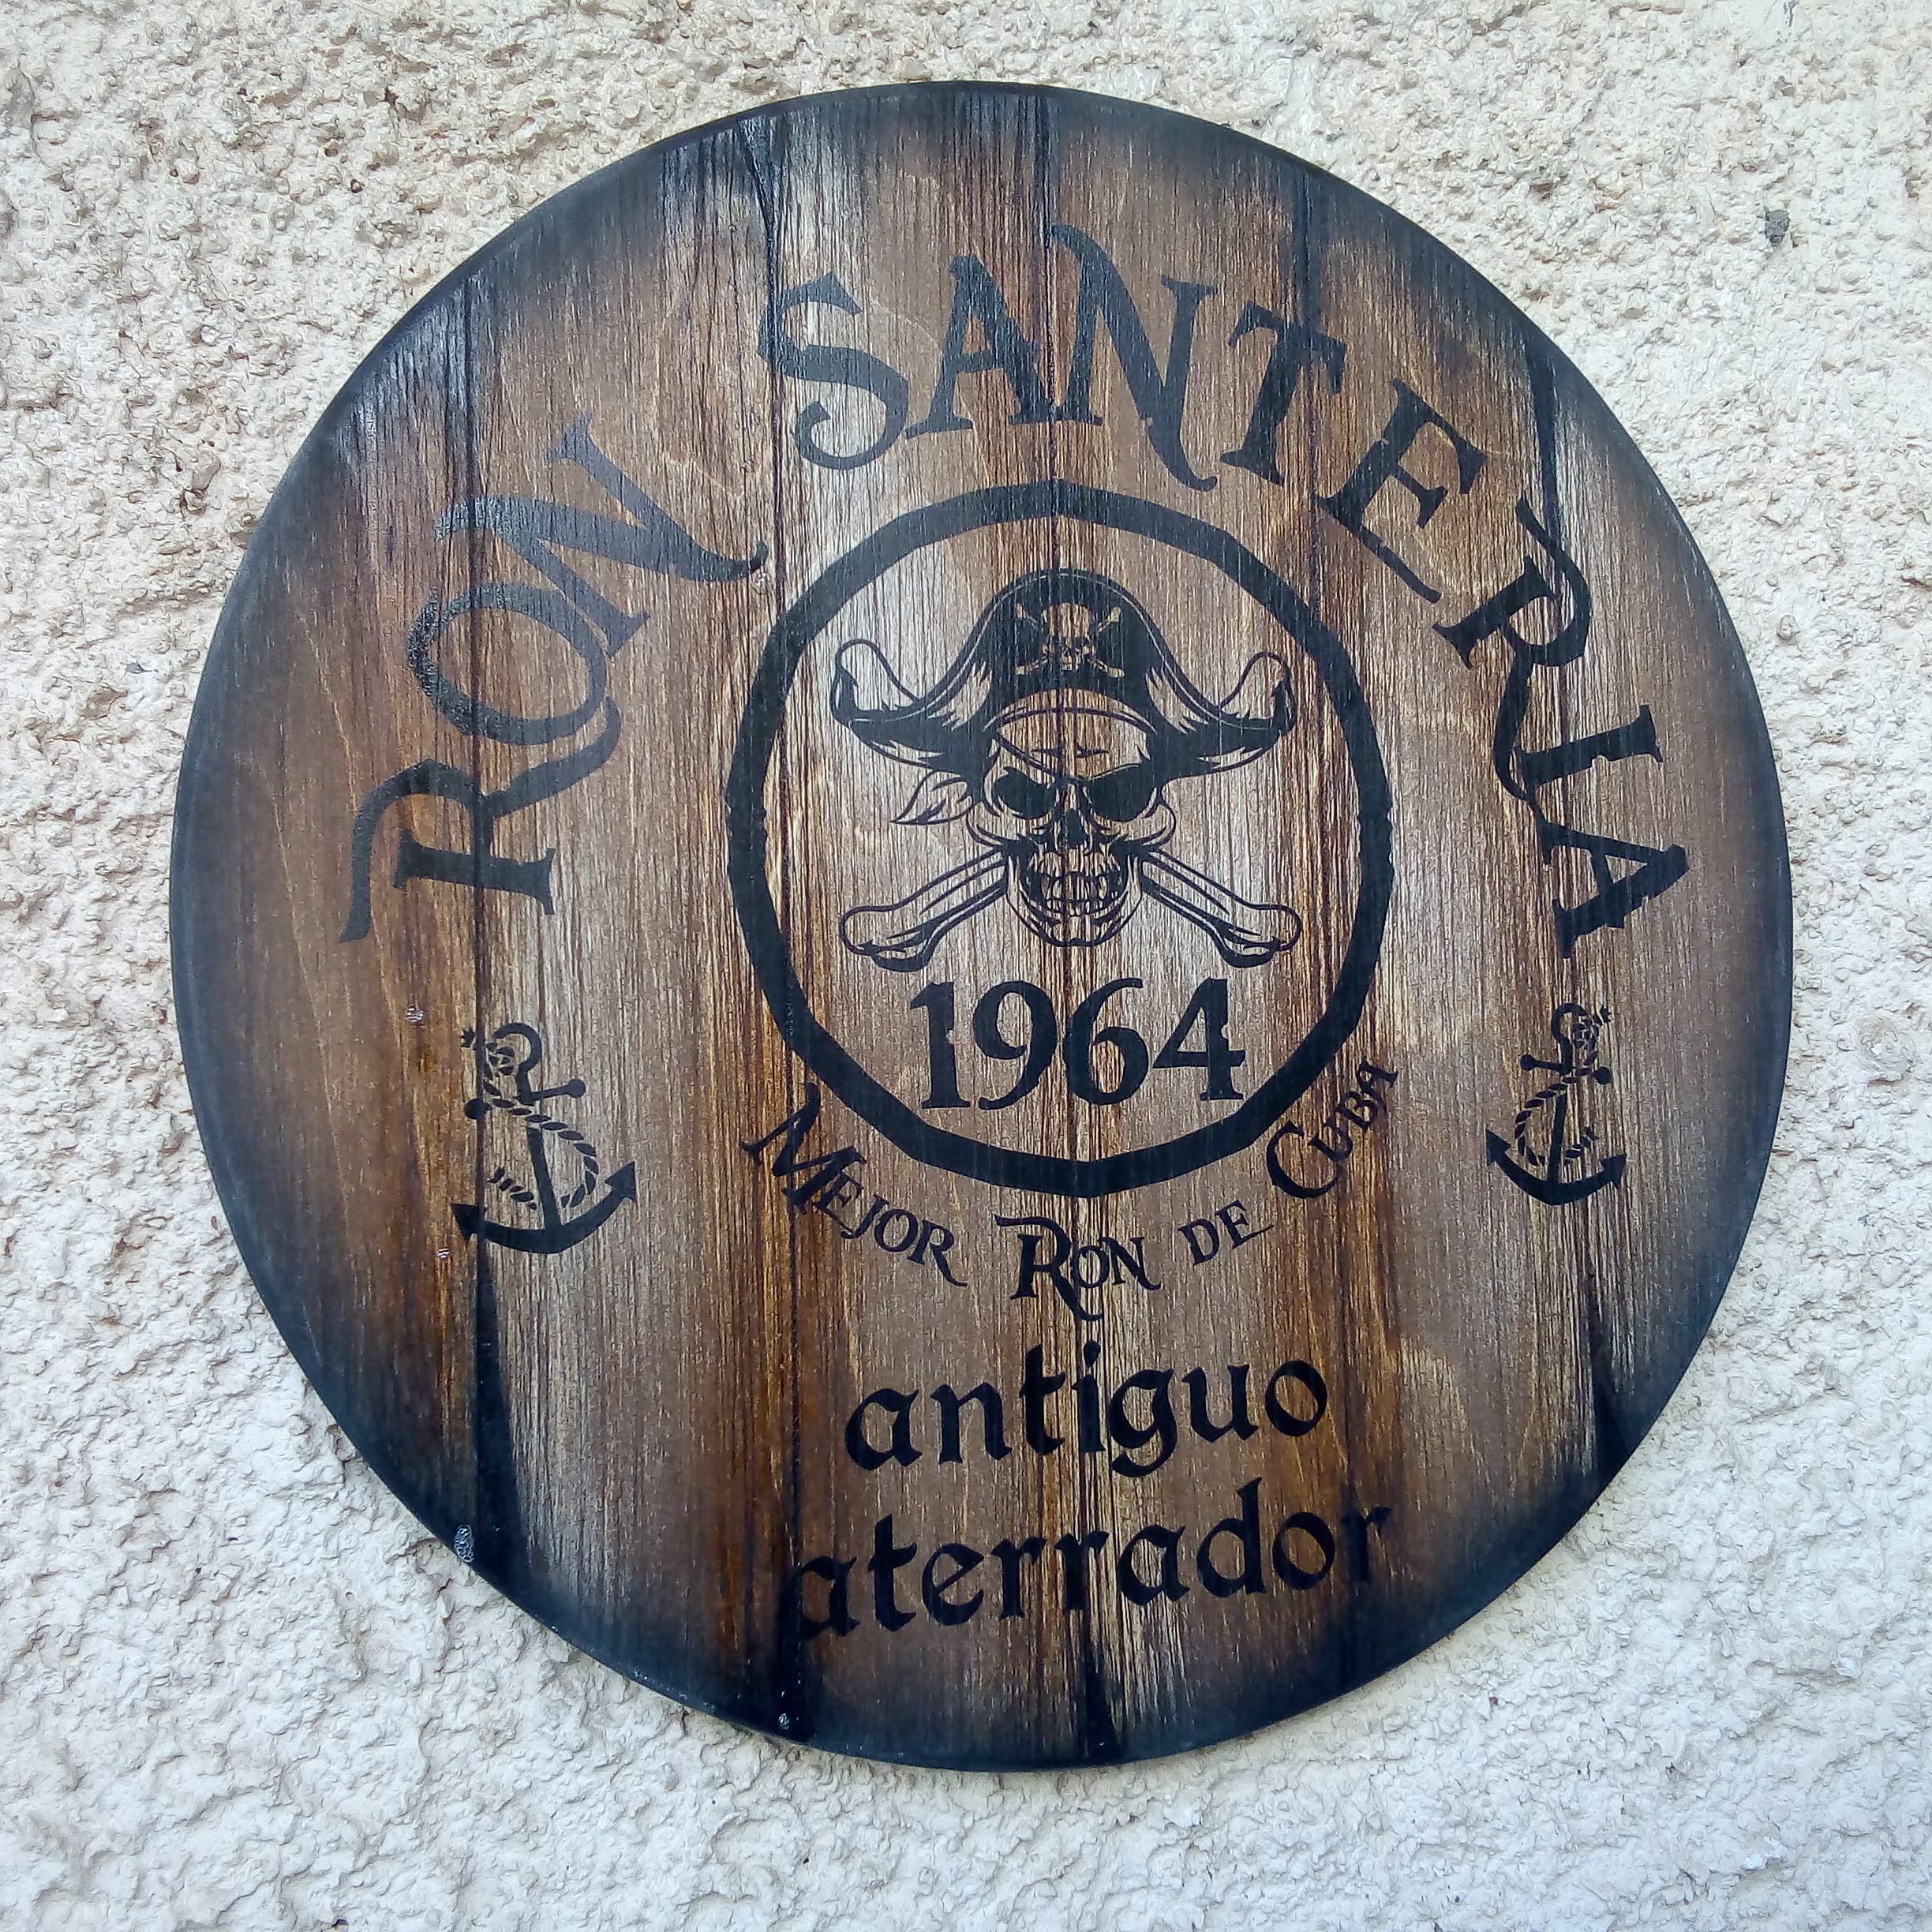 RON SANTERIA
1964
MEJOR RON DE CUBA
antiguo
aterrador